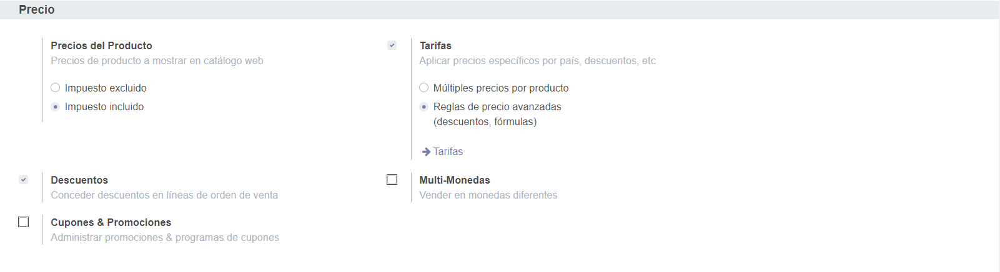 Precio
Precios del Producto
Precios de producto a mostrar en catálogo web
Impuesto excluido
Impuesto incluido
Tarifas
Aplicar precios específicos por país, descuentos, etc
Múltiples precios por producto
Reglas de precio avanzadas
(descuentos, fórmulas)
Tarifas
Descuentos
Conceder descuentos en líneas de orden de venta
Multi-Monedas
Vender en monedas diferentes
Cupones & Promociones
Administrar promociones & programas de cupones